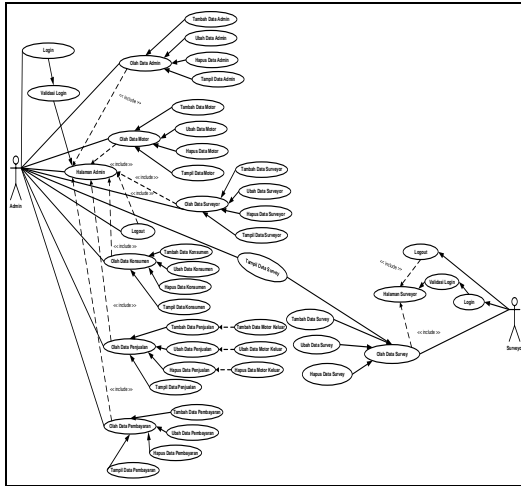 Tambah Data Admin
Login
Ubah Data Admin
Olah Data Admin
Hapus Data Admin
Tampil Data Admin
Validasi Login
<< include >>
Tambah Data Motor
Ubah Data Motor
Olah Data Motor
Hapus Data Motor
Tampil Data Motor
<< include >>
Halaman Admin
Tambah Data Surveyor
Ubah Data Surveyor
<< include >>
Olah Data Surveyor
Hapus Data Surveyor
Admin
<< include >>
Logout
Tampil Data Surveyor
<< include >>
Tambah Data Konsumen
Olah Data Konsumen
Ubah Data Konsumen
Hapus Data Konsumen
Tampil Data Konsumen
Tampil Data Survey
Logout
<< include >>
Validasi Login
Halaman Surveyor
Login
Surveyor
<< include >>
Tambah Data Survey
Ubah Data Survey
Olah Data Survey
Hapus Data Survey
<< include >>
Tambah Data Penjualan
Tambah Data Motor Keluar
Olah Data Penjualan
Ubah Data Penjualan
Ubah Data Motor Keluar
Hapus Data Penjualan
Hapus Data Motor Keluar
Tampil Data Penjualan
<< include >>
Tambah Data Pembayaran
Olah Data Pembayaran
Ubah Data Pembayaran
Hapus Data Pembayaran
Tampil Data Pembayaran